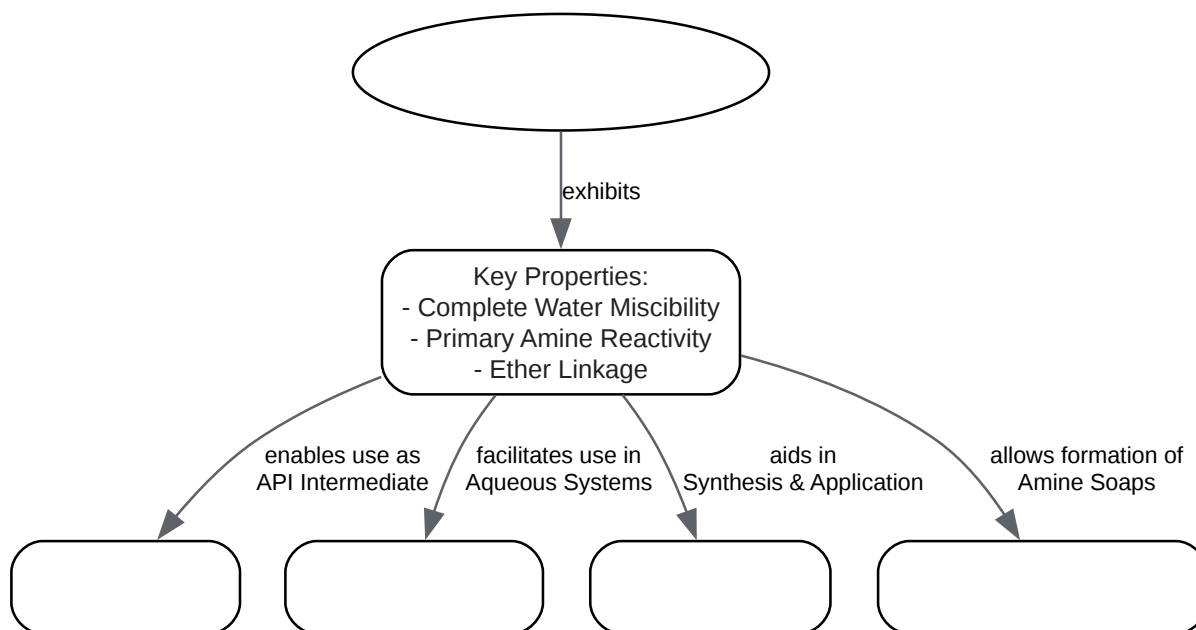 exhibits
Key Properties:
- Complete Water Miscibility
- Primary Amine Reactivity
- Ether Linkage
enables use as
API Intermediate
facilitates use in
Aqueous Systems
aids in
Synthesis & Application
allows formation of
Amine Soaps